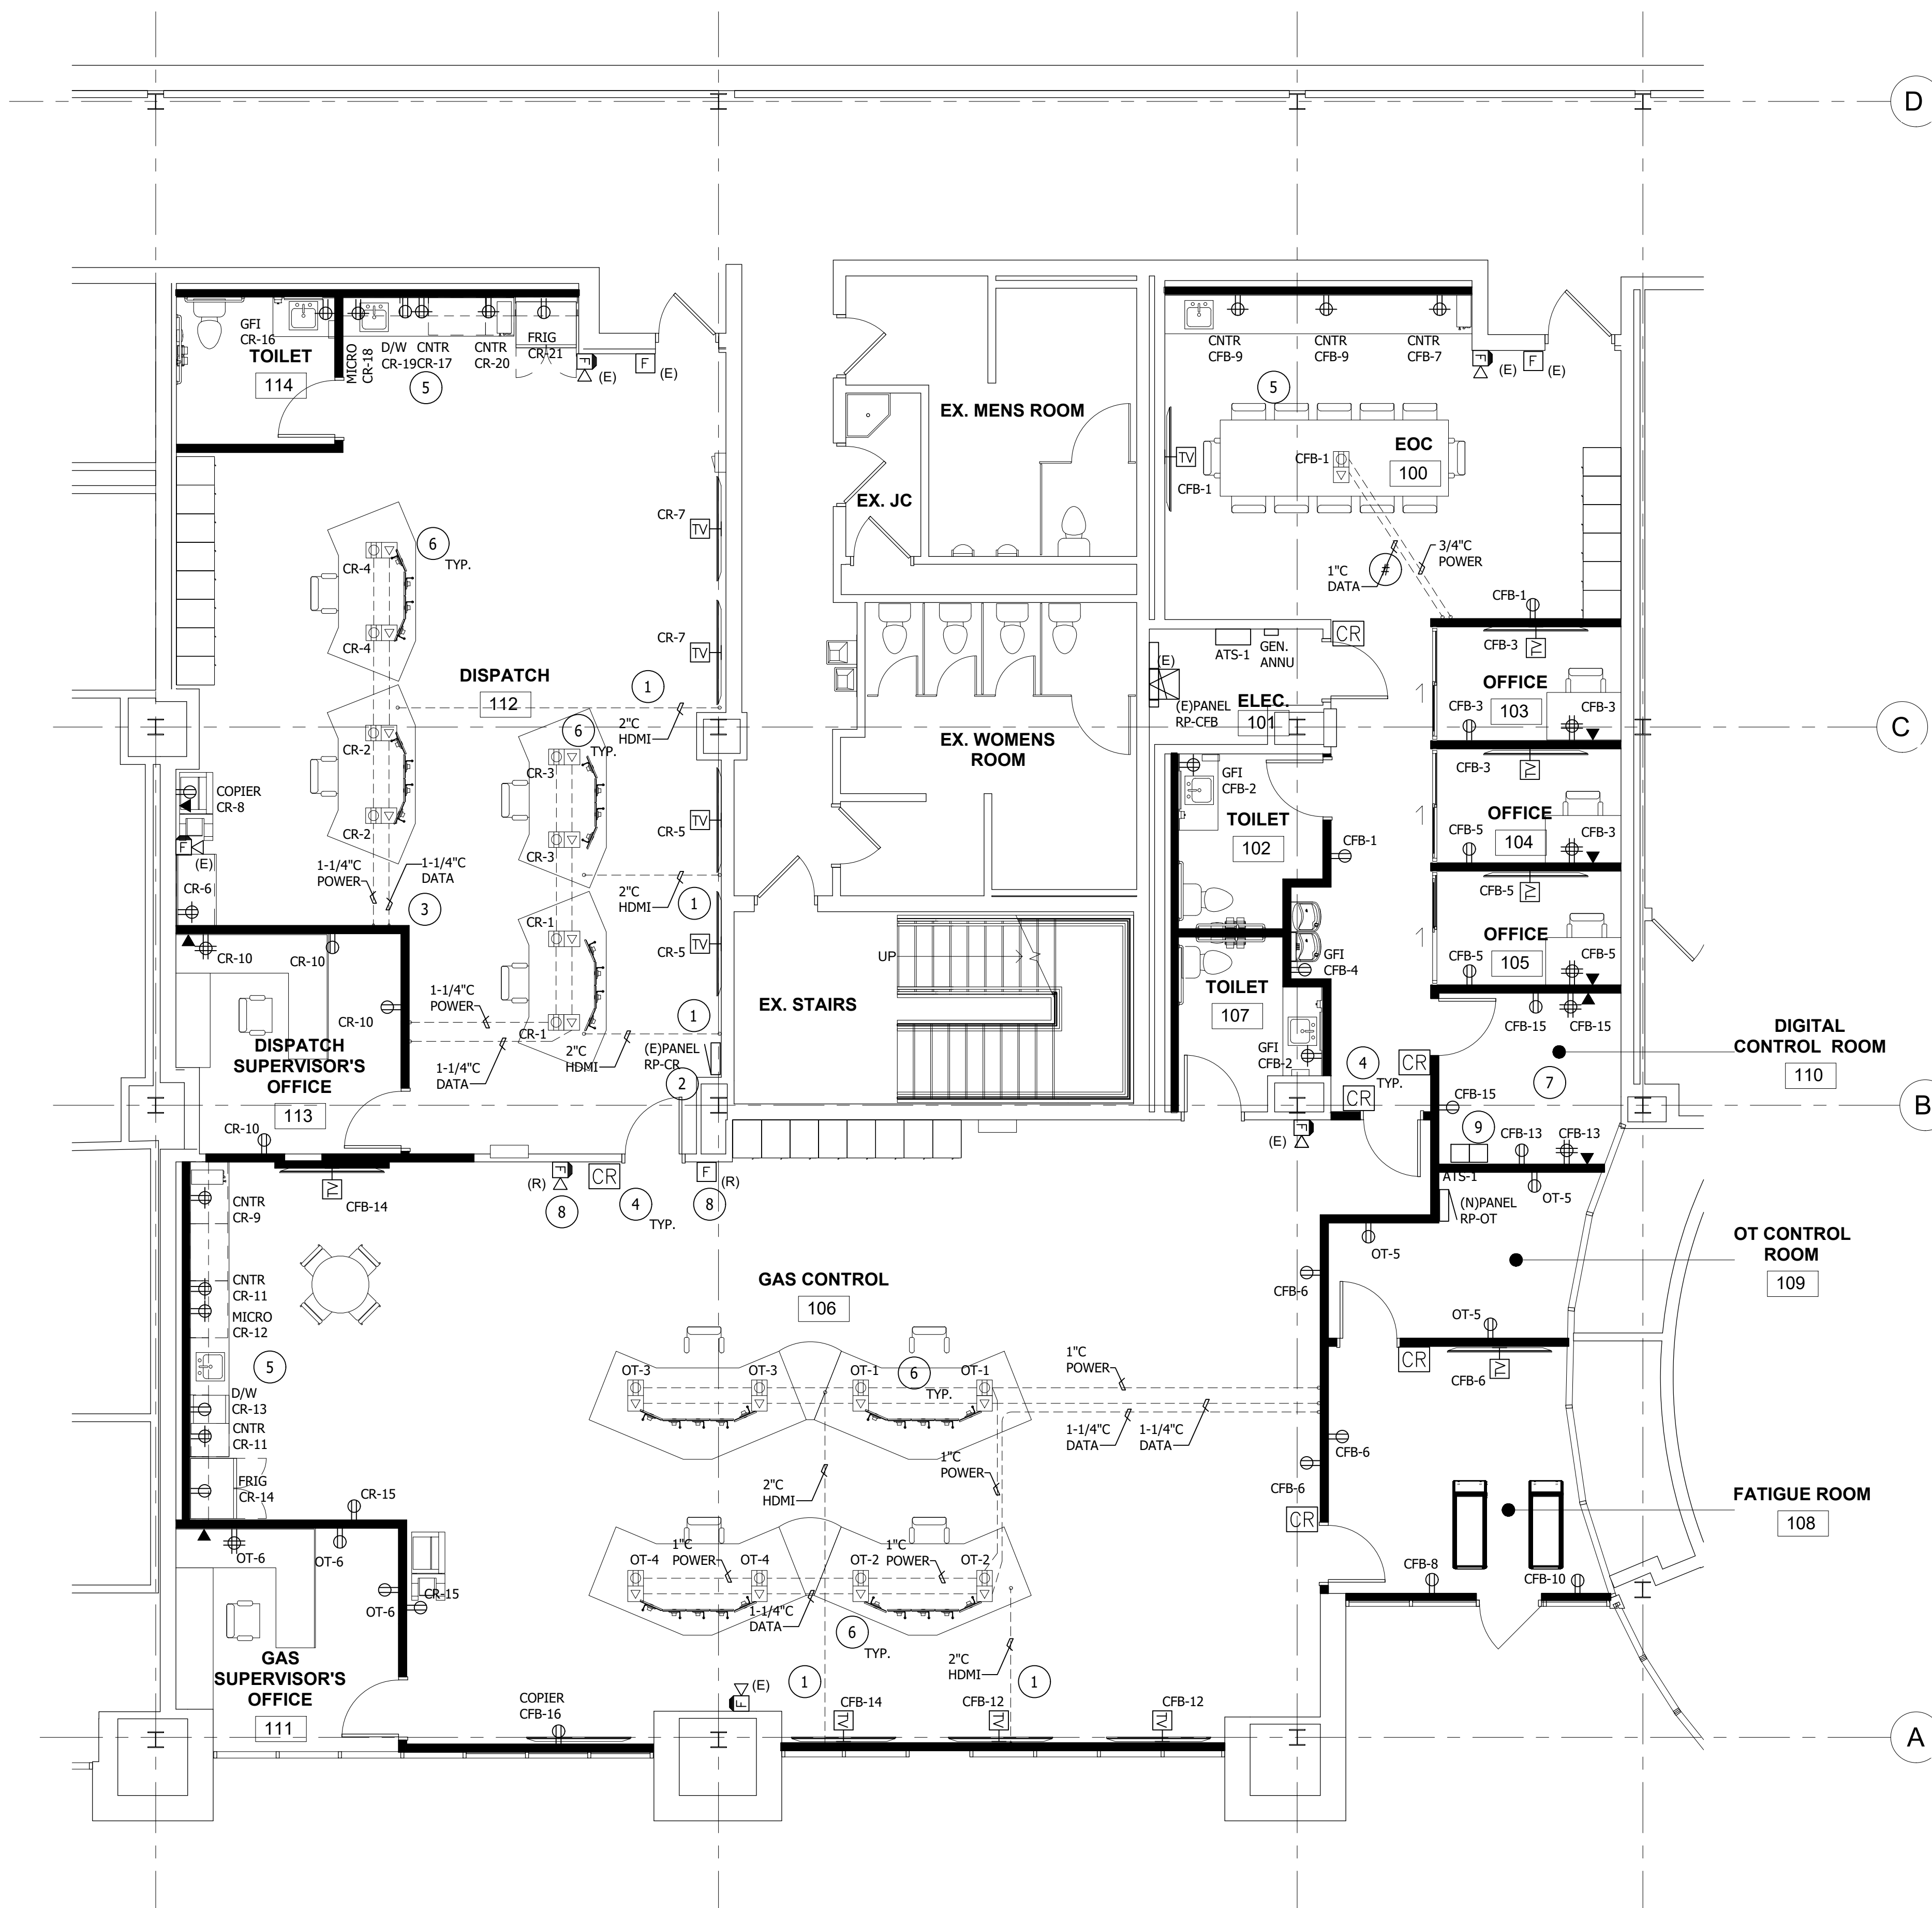 D
GFI
CR-16
TOILET
114
MICRO
CR-18
D/W
CR-19
CNTR
CR-17
5
CNTR
CR-20
FRIG
CR-21
F
(E)
F
(E)
6
TYP.
CR-4
CR-4
CR-7
TV
CR-7
TV
DISPATCH
112
1
2"C
HDMI
CR-2
CR-2
6
TYP.
CR-3
CR-3
COPIER
CR-8
F
(E)
CR-6
1-1/4"C
POWER
1-1/4"C
DATA
3
TV
CR-5
2"C
HDMI
1
TV
CR-5
CR-1
CR-1
CR-10
CR-10
CR-10
1-1/4"C
POWER
1-1/4"C
DATA
2"C
HDMI
1
(E)PANEL
RP-CR
2
DISPATCH
SUPERVISOR'S
OFFICE
113
CR-10
EX. MENS ROOM
EX. JC
EX. WOMENS
ROOM
UP
EX. STAIRS
CNTR
CFB-9
CNTR
CFB-9
CNTR
CFB-7
F
(E)
F
(E)
5
EOC
100
TV
CFB-1
CFB-1
1"C
DATA
#
3/4"C
POWER
CFB-1
ATS-1
GEN.
ANNU
CR
(E)
(E)PANEL
RP-CFB
ELEC.
101
CFB-3
TV
OFFICE
103
CFB-3
CFB-3
C
CFB-3
TV
OFFICE
104
CFB-5
CFB-3
CFB-5
TV
OFFICE
105
CFB-5
CFB-5
GFI
CFB-2
TOILET
102
CFB-1
GFI
CFB-4
TOILET
107
GFI
CFB-2
4
TYP.
CR
CR
CFB-15
CFB-15
DIGITAL
CONTROL  ROOM
110
7
CFB-15
9
CFB-13
CFB-13
B
F
(E)
ATS-1
(N)PANEL
RP-OT
OT-5
OT-5
OT CONTROL
ROOM
109
OT-5
CR
CFB-6
TV
CFB-6
CFB-6
CFB-6
CR
FATIGUE ROOM
108
CFB-8
CFB-10
(R)
F
8
CR
4
TYP.
F
(R)
8
TV
CFB-14
CNTR
CR-9
CNTR
CR-11
MICRO
CR-12
5
D/W
CR-13
CNTR
CR-11
FRIG
CR-14
CR-15
GAS CONTROL
106
OT-3
OT-3
OT-1
6
TYP.
OT-1
1"C
POWER
1-1/4"C
DATA
1-1/4"C
DATA
2"C
HDMI
1"C
POWER
OT-4
1"C
POWER
OT-4
OT-2
1"C
POWER
OT-2
1-1/4"C
DATA
6
TYP.
2"C
HDMI
1
1
OT-6
OT-6
OT-6
CR-15
GAS
SUPERVISOR'S
OFFICE
111
COPIER
CFB-16
F
(E)
CFB-14
TV
CFB-12
TV
CFB-12
TV
A